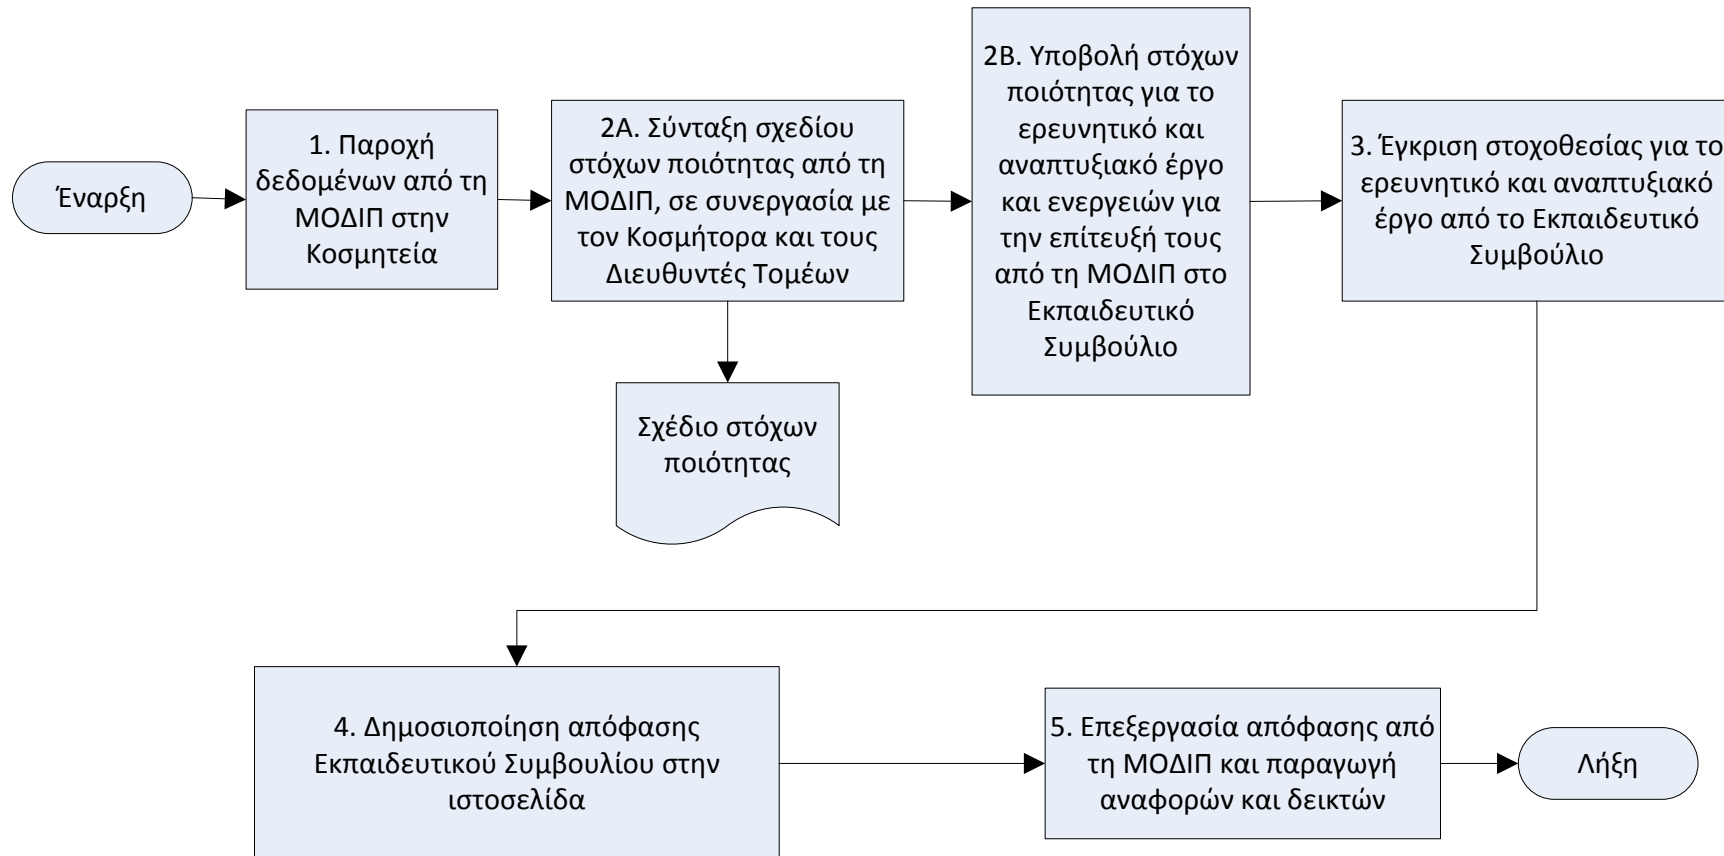 Έναρξη
1. Παροχή
δεδομένων από τη
ΜΟΔΙΠ στην
Κοσμητεία
2Α. Σύνταξη σχεδίου
στόχων ποιότητας από τη
ΜΟΔΙΠ, σε συνεργασία με
τον Κοσμήτορα και τους
Διευθυντές Τομέων
Σχέδιο στόχων
ποιότητας
2Β. Υποβολή στόχων
ποιότητας για το
ερευνητικό και
αναπτυξιακό έργο
και ενεργειών για
την επίτευξή τους
από τη ΜΟΔΙΠ στο
Εκπαιδευτικό
Συμβούλιο
3. Έγκριση στοχοθεσίας για το
ερευνητικό και αναπτυξιακό
έργο από το Εκπαιδευτικό
Συμβούλιο
4. Δημοσιοποίηση απόφασης
Εκπαιδευτικού Συμβουλίου στην
ιστοσελίδα
5. Επεξεργασία απόφασης από
τη ΜΟΔΙΠ και παραγωγή
αναφορών και δεικτών
Λήξη